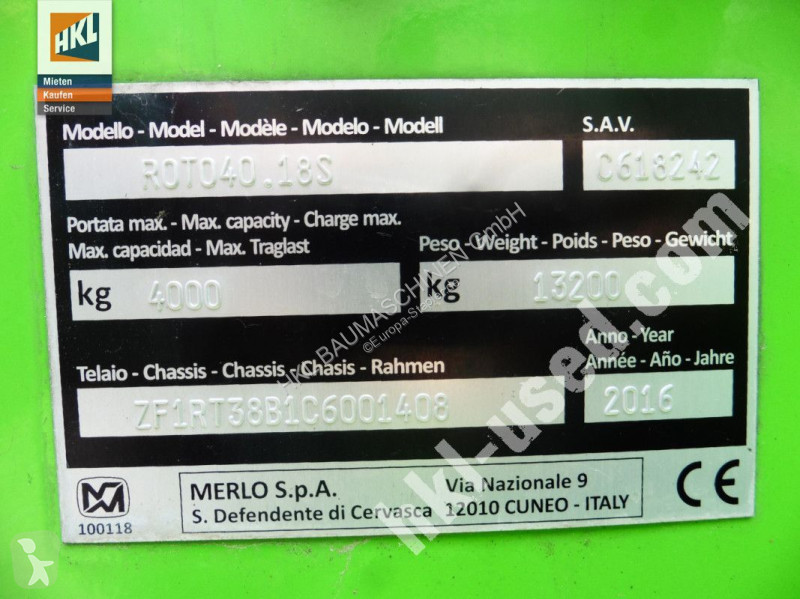 HKL
Mieten
Kaufen
Service
Modello - Model - Modèle - Modelo - Modell
S.A.V.
ROTO40.18S
C618242
Portata max. - Max. capacity - Charge max.
Max. capacidad - Max. Traglast
Peso - Weight - Poids - Peso - Gewicht
kg 4000
kg 13200
Anno - Year
Année - Año - Jahre
Telaio - Chassis - Chassis - Chasis - Rahmen
ZF1RT38B1C6001408
2016
MERLO S.p.A.
S. Defendente di Cervasca
Via Nazionale 9
12010 CUNEO - ITALY
CE
100118
HKL BAUMASCHINEN GmbH
©Europa-Stapler
hkl-used.com